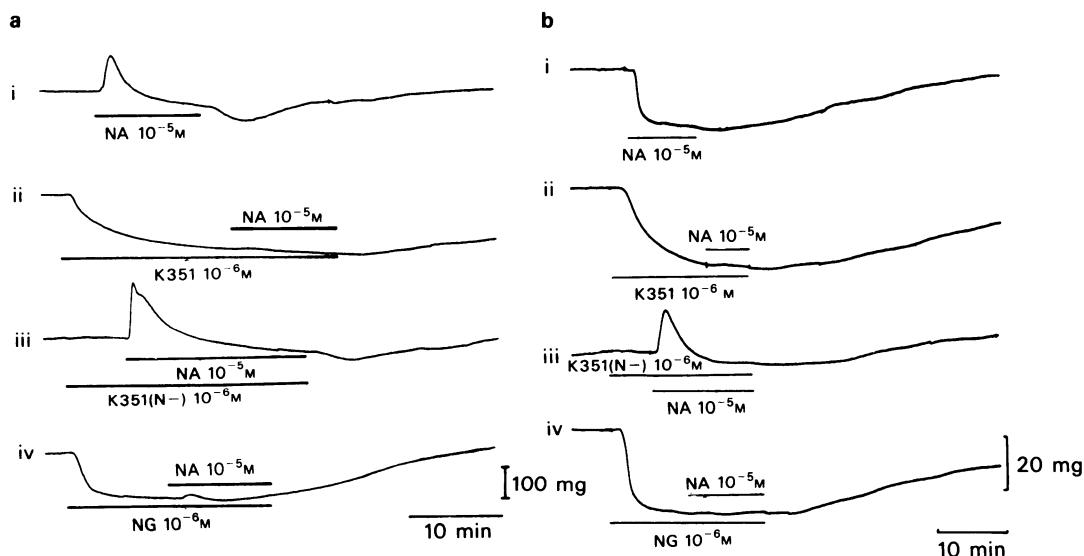 a
i
NA 10⁻⁵M
ii
NA 10⁻⁵M
K351 10⁻⁶M
iii
NA 10⁻⁵M
K351(N−) 10⁻⁶M
iv
NA 10⁻⁵M
NG 10⁻⁶M
100 mg
10 min
b
i
NA 10⁻⁵M
ii
NA 10⁻⁵M
K351 10⁻⁶ M
iii
K351(N−) 10⁻⁶M
NA 10⁻⁵M
iv
NA 10⁻⁵M
NG 10⁻⁶M
20 mg
10 min